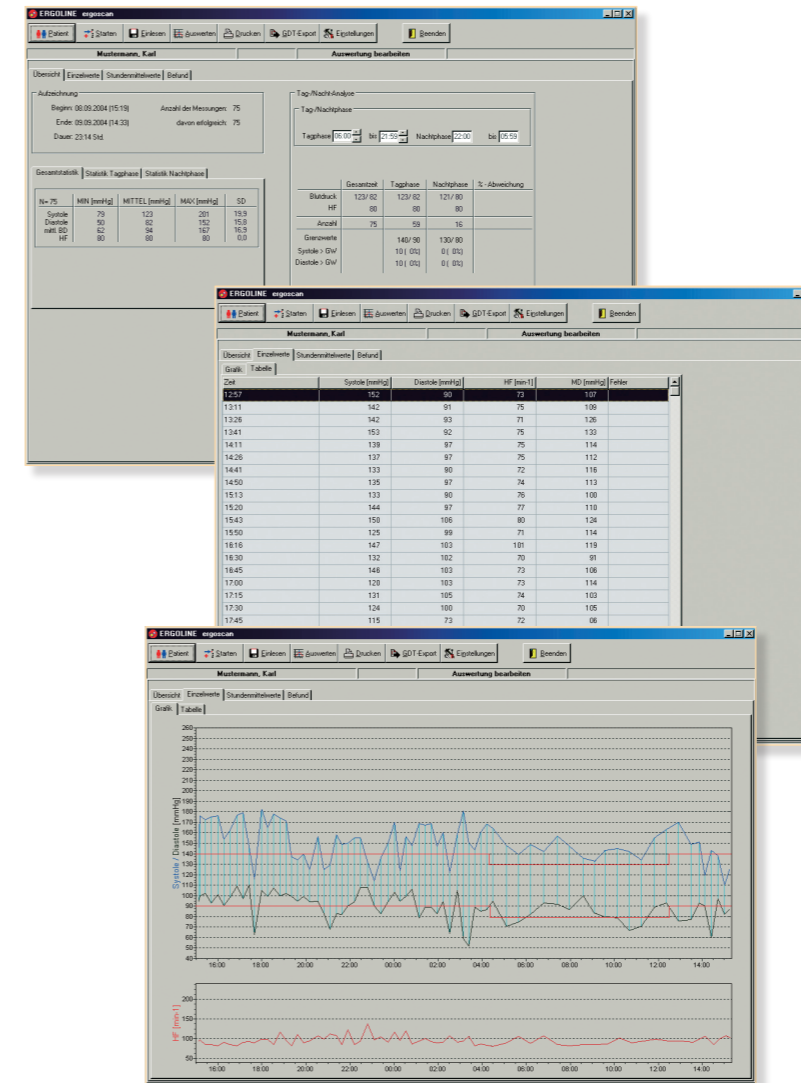 ERGOLINE ergoscan
Patient Starten Einlesen Auswerten Drucken GDT-Export Einstellungen Beenden
Mustermann, Karl Auswertung bearbeiten
Übersicht Einzelwerte Stundenmittelwerte Befund
Aufzeichnung
Beginn: 08.09.2004 (15:19) Anzahl der Messungen: 75
Ende: 09.09.2004 (14:33) davon erfolgreich: 75
Dauer: 23:14 Std.
Gesamtstatistik Statistik Tagphase Statistik Nachtphase
N= 75 MIN [mmHg] MITTEL [mmHg] MAX [mmHg] SD
Systole 79 123 201 19,9
Diastole 50 82 152 15,8
mittl. BD 62 94 167 16,9
HF 80 80 80 0,0
Tag-/Nacht-Analyse
Tag-/Nachtphase
Tagphase 06:00 bis 21:59 Nachtphase 22:00 bis 05:59
Gesamtzeit Tagphase Nachtphase % - Abweichung
Blutdruck 123/ 82 123/ 82 121/ 80
HF 80 80 80
Anzahl 75 59 16
Grenzwerte 140/ 90 130/ 80
Systole > GW 10 ( 0%) 0 ( 0%)
Diastole > GW 10 ( 0%) 0 ( 0%)
ERGOLINE ergoscan
Patient Starten Einlesen Auswerten Drucken GDT-Export Einstellungen Beenden
Mustermann, Karl Auswertung bearbeiten
Übersicht Einzelwerte Stundenmittelwerte Befund
Grafik Tabelle
Zeit Systole [mmHg] Diastole [mmHg] HF [min-1] MD [mmHg] Fehler
12:57 152 90 73 107
13:11 142 91 75 109
13:26 142 93 71 126
13:41 153 92 75 133
14:11 139 97 75 114
14:26 137 97 75 112
14:41 133 90 72 116
14:50 135 97 74 113
15:13 133 90 76 100
15:20 144 97 77 110
15:43 150 106 80 124
15:50 125 99 71 114
16:16 147 103 101 119
16:30 132 102 70 91
16:45 146 103 73 106
17:00 120 103 73 114
17:15 131 105 74 103
17:30 124 100 70 105
17:45 115 73 72 06
ERGOLINE ergoscan
Patient Starten Einlesen Auswerten Drucken GDT-Export Einstellungen Beenden
Mustermann, Karl Auswertung bearbeiten
Übersicht Einzelwerte Stundenmittelwerte Befund
Grafik Tabelle
Systole / Diastole [mmHg]
260
250
240
230
220
210
200
190
180
170
160
150
140
130
120
110
100
90
80
70
60
50
40
16:00 18:00 20:00 22:00 00:00 02:00 04:00 06:00 08:00 10:00 12:00 14:00
HF [min-1]
200
150
100
50
16:00 18:00 20:00 22:00 00:00 02:00 04:00 06:00 08:00 10:00 12:00 14:00